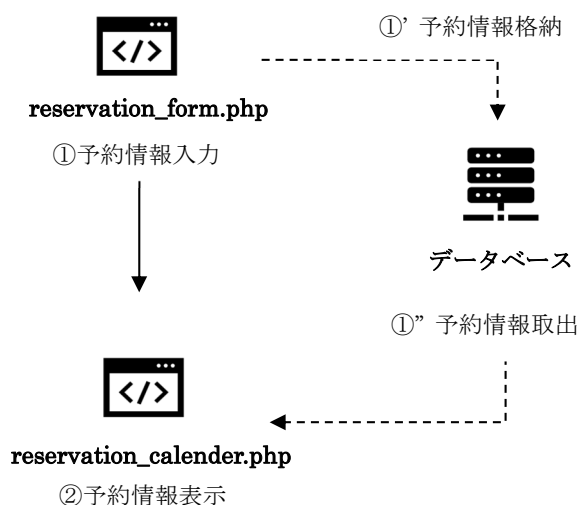 ①’ 予約情報格納
reservation_form.php
①予約情報入力
データベース
①” 予約情報取出
reservation_calender.php
②予約情報表示